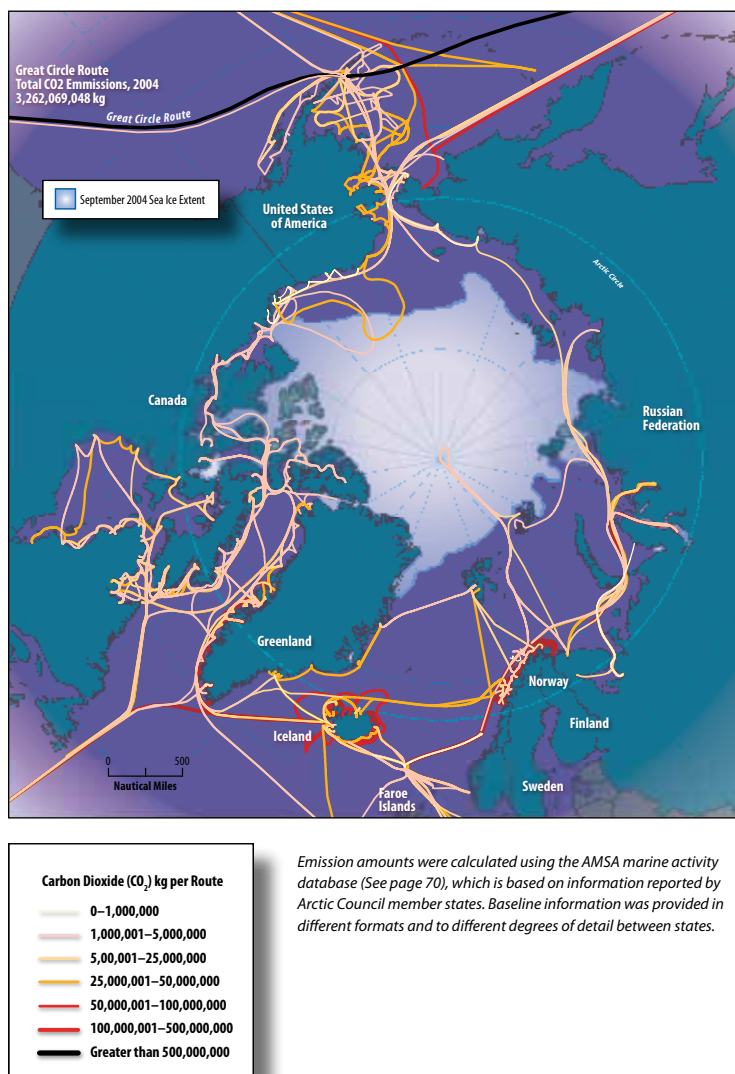 Great Circle Route
Total CO2 Emmissions, 2004
3,262,069,048 kg
Great Circle Route
September 2004 Sea Ice Extent
United States
of America
Arctic Circle
Canada
Russian
Federation
Greenland
Norway
Iceland
Finland
0 500
Nautical Miles
Faroe
Islands
Sweden
Carbon Dioxide (CO2) kg per Route
0–1,000,000
1,000,001–5,000,000
5,00,001–25,000,000
25,000,001–50,000,000
50,000,001–100,000,000
100,000,001–500,000,000
Greater than 500,000,000
Emission amounts were calculated using the AMSA marine activity
database (See page 70), which is based on information reported by
Arctic Council member states. Baseline information was provided in
different formats and to different degrees of detail between states.